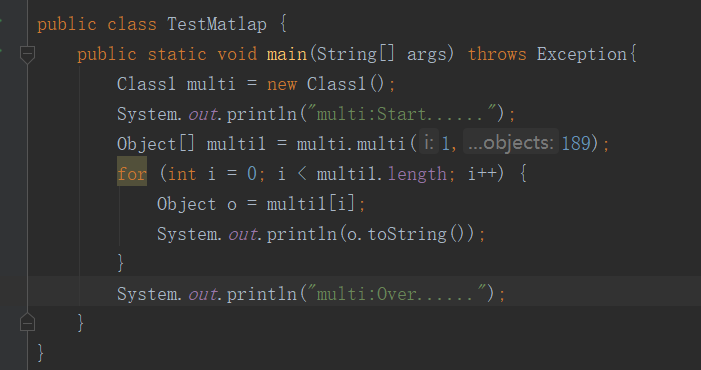 public class TestMatlap {
    public static void main(String[] args) throws Exception{
        Class1 multi = new Class1();
        System.out.println("multi:Start......");
        Object[] multi1 = multi.multi( i: 1, ...objects: 189);
        for (int i = 0; i < multi1.length; i++) {
            Object o = multi1[i];
            System.out.println(o.toString());
        }
        System.out.println("multi:Over......");
    }
}